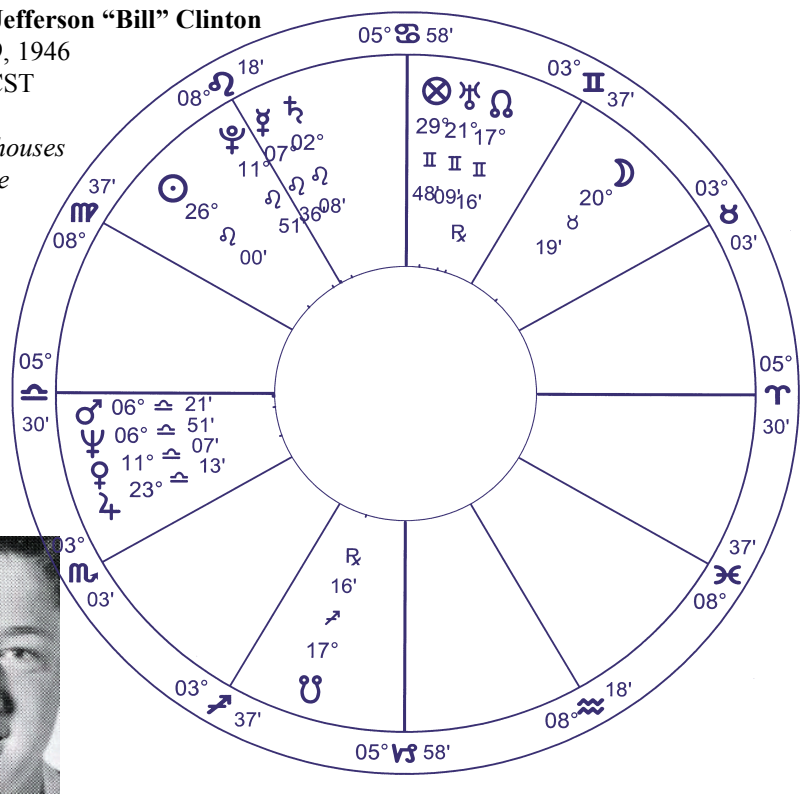 Jefferson “Bill” Clinton
9, 1946
CST
houses
e
05° ♋ 58'
03° ♊ 37'
03° ♉ 03'
05° ♈ 30'
37' ♓ 08°
08° ♒ 18'
05° ♑ 58'
03° ♐ 37'
03° ♏ 03'
05° ♎ 30'
37' ♍ 08°
08° ♌ 18'
⊗ 29° ♊ 48'
♅ 21° ♊ 09'
☊ 17° ♊ 16' ℞
☽ 20° ♉ 19'
♄ 02° ♌ 08'
☿ 07° ♌ 36'
♇ 11° ♌ 51'
☉ 26° ♌ 00'
♂ 06° ♎ 21'
♆ 06° ♎ 51'
♀ 11° ♎ 07'
♃ 23° ♎ 13'
℞
16'
♐
17°
☋